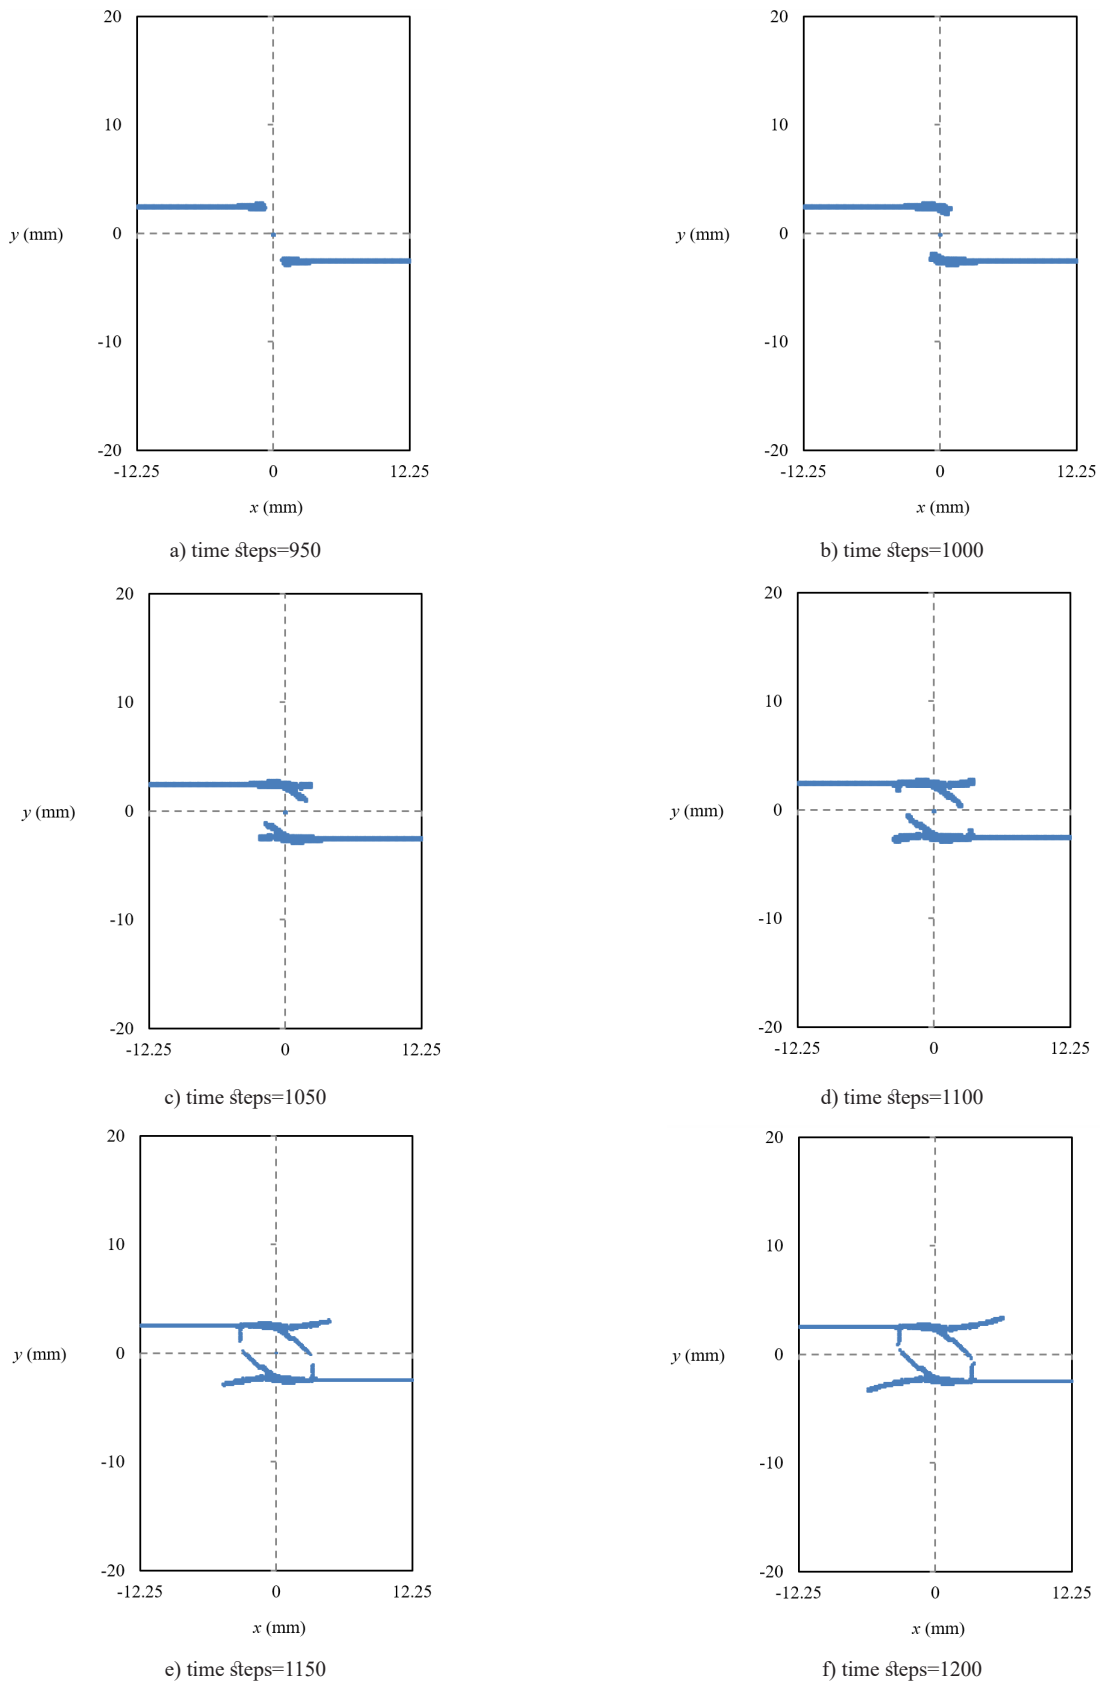 20
10
y (mm)
0
-10
-20
-12.25 0 12.25
x (mm)
a) time steps=950
20
10
y (mm)
0
-10
-20
-12.25 0 12.25
x (mm)
b) time steps=1000
20
10
y (mm)
0
-10
-20
-12.25 0 12.25
c) time steps=1050
20
10
y (mm)
0
-10
-20
-12.25 0 12.25
d) time steps=1100
20
10
y (mm)
0
-10
-20
-12.25 0 12.25
x (mm)
e) time steps=1150
20
10
y (mm)
0
-10
-20
-12.25 0 12.25
x (mm)
f) time steps=1200